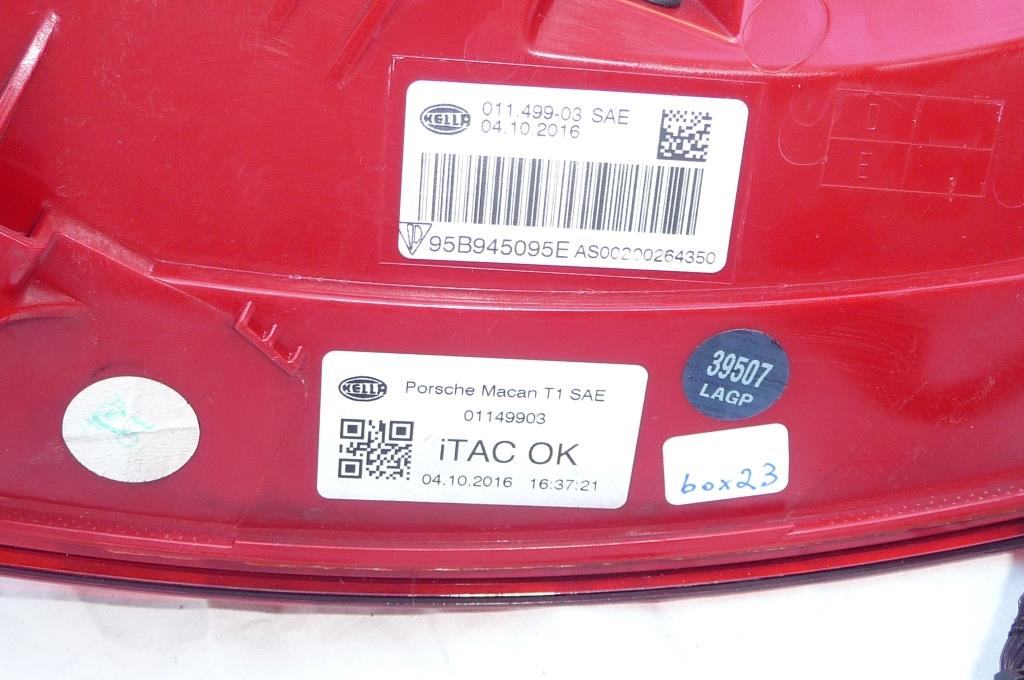 HELLA
011.499-03 SAE
04.10.2016
95B945095E AS00200264350
D
E
HELLA
Porsche Macan T1 SAE
01149903
iTAC OK
04.10.2016 16:37:21
39507
LAGP
box23